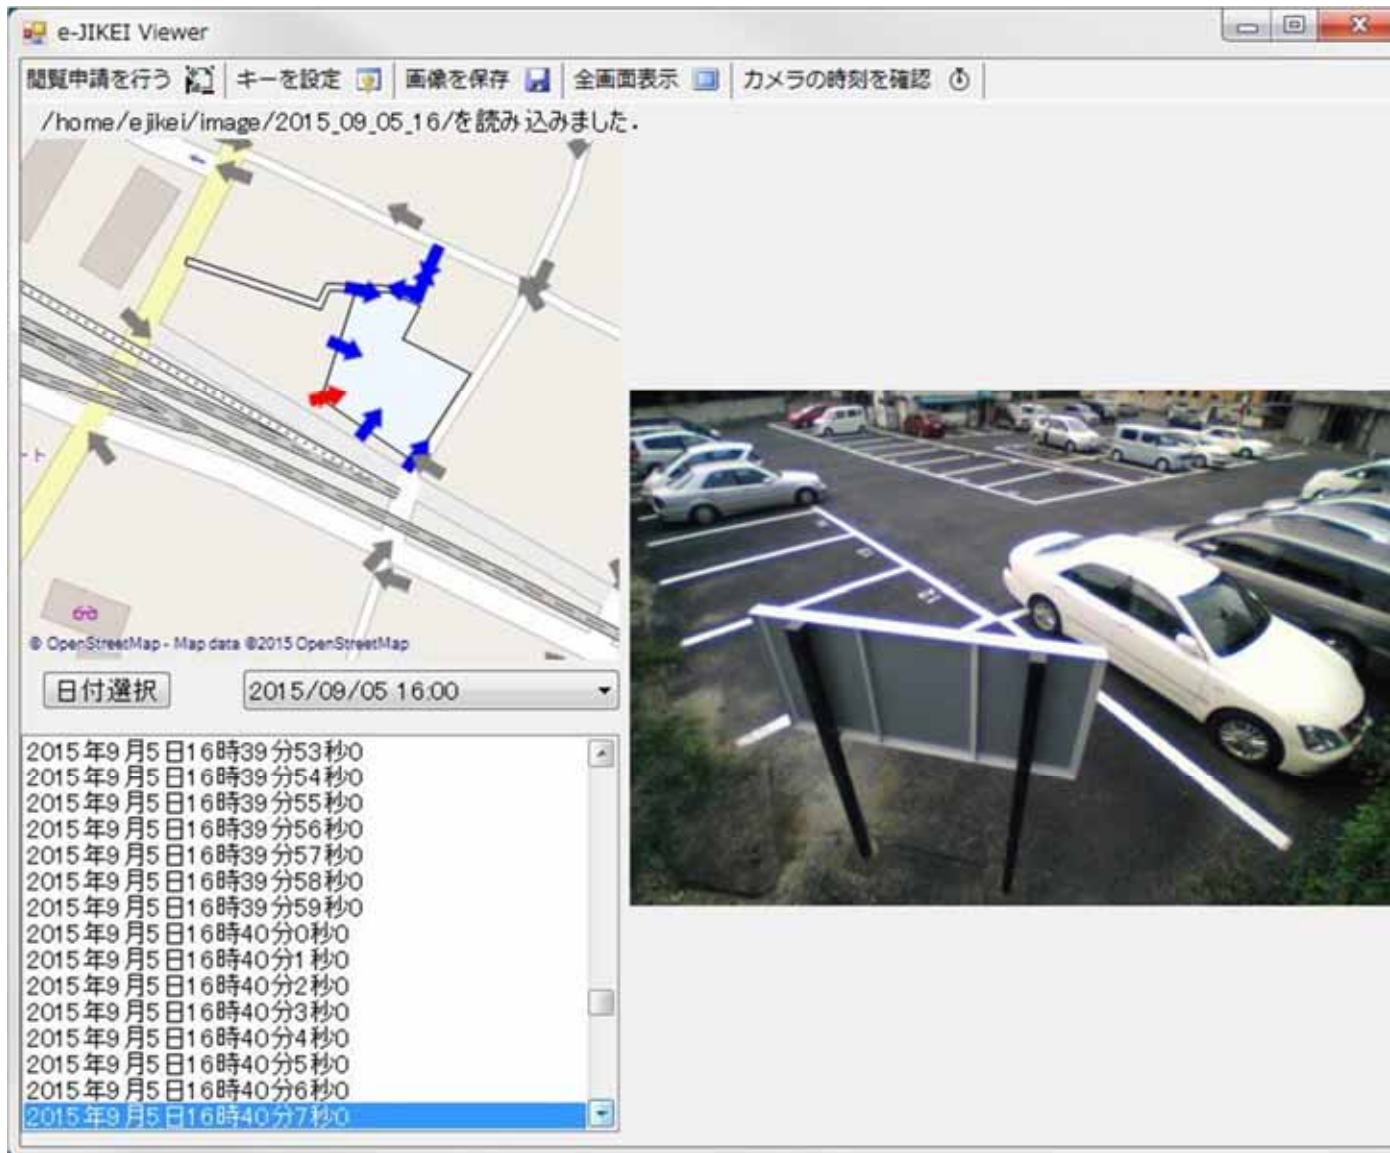 e-JIKEI Viewer
閲覧申請を行う キーを設定 画像を保存 全画面表示 カメラの時刻を確認
/home/ejikei/image/2015_09_05_16/を読み込みました.
ート
© OpenStreetMap - Map data ©2015 OpenStreetMap
日付選択 2015/09/05 16:00
2015年9月5日16時39分53秒0
2015年9月5日16時39分54秒0
2015年9月5日16時39分55秒0
2015年9月5日16時39分56秒0
2015年9月5日16時39分57秒0
2015年9月5日16時39分58秒0
2015年9月5日16時39分59秒0
2015年9月5日16時40分0秒0
2015年9月5日16時40分1秒0
2015年9月5日16時40分2秒0
2015年9月5日16時40分3秒0
2015年9月5日16時40分4秒0
2015年9月5日16時40分5秒0
2015年9月5日16時40分6秒0
2015年9月5日16時40分7秒0